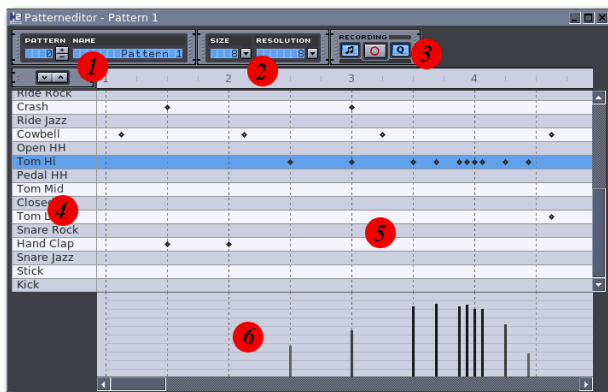 Patterneditor - Pattern 1
PATTERN NAME
0 Pattern 1
SIZE RESOLUTION
8 8
RECORDING
Q
1
2
3
1 2 3 4
Ride Rock
Crash
Ride Jazz
Cowbell
Open HH
Tom Hi
Pedal HH
Tom Mid
Closed
Tom
Snare Rock
Hand Clap
Snare Jazz
Stick
Kick
4
5
6